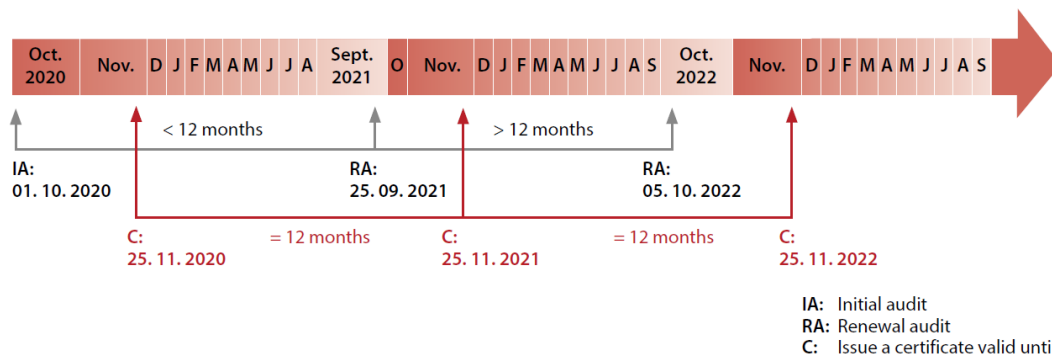 Oct. 2020 Nov. D J F M A M J J A Sept. 2021 O Nov. D J F M A M J J A S Oct. 2022 Nov. D J F M A M J J A S
< 12 months > 12 months
IA: RA: RA:
01. 10. 2020 25. 09. 2021 05. 10. 2022
C: = 12 months C: = 12 months C:
25. 11. 2020 25. 11. 2021 25. 11. 2022
IA: Initial audit
RA: Renewal audit
C: Issue a certificate valid unti